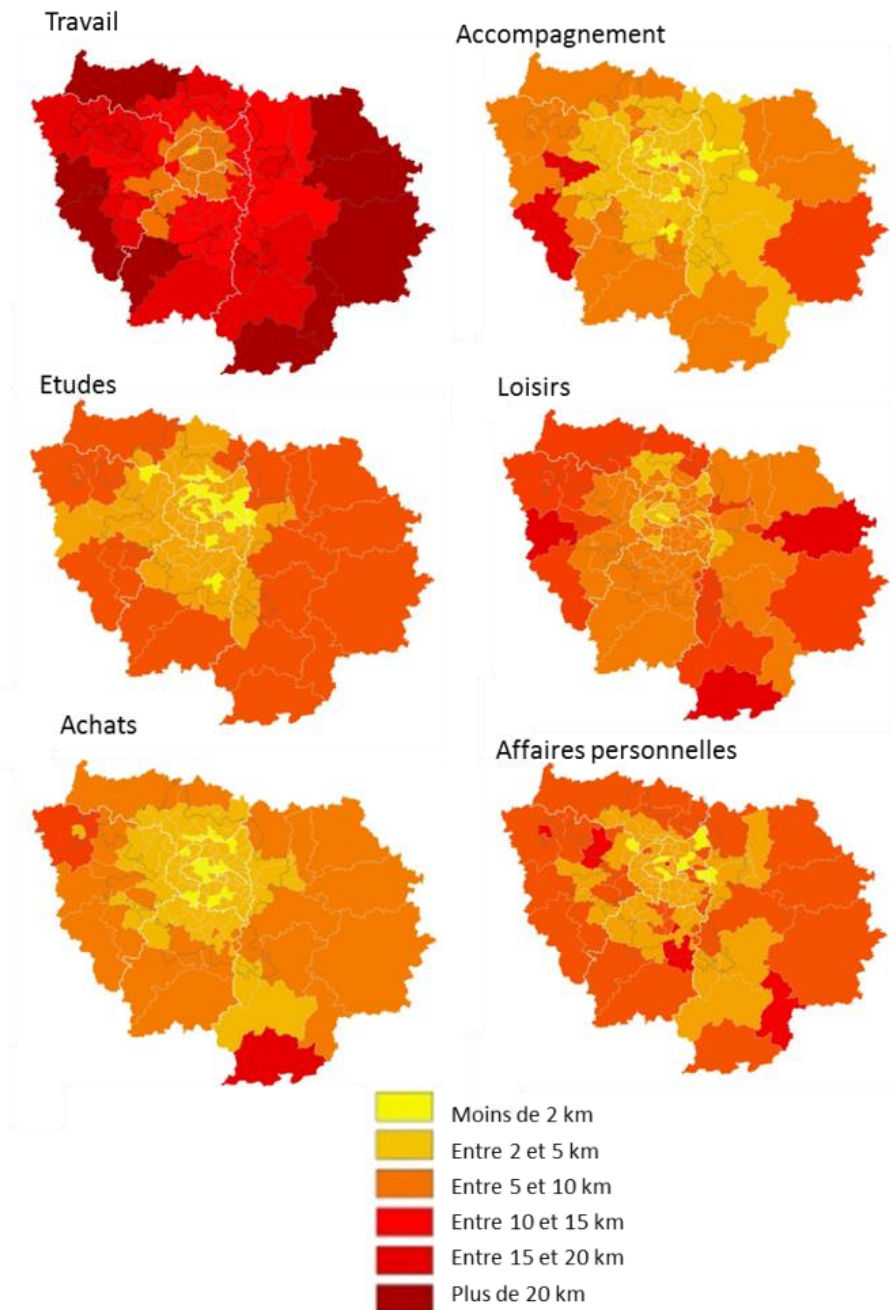 Travail
Accompagnement
Etudes
Loisirs
Achats
Affaires personnelles
Moins de 2 km
Entre 2 et 5 km
Entre 5 et 10 km
Entre 10 et 15 km
Entre 15 et 20 km
Plus de 20 km